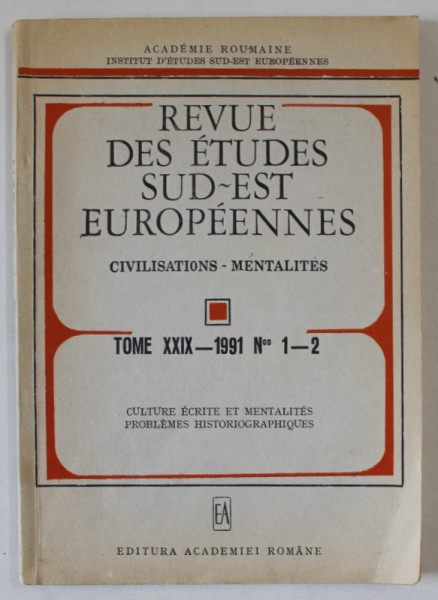 ACADÉMIE ROUMAINE
INSTITUT D'ÉTUDES SUD-EST EUROPÉENNES
REVUE
DES ÉTUDES
SUD~EST
EUROPÉENNES
CIVILISATIONS - MENTALITÉS
TOME XXIX—1991 Nos 1—2
CULTURE ÉCRITE ET MENTALITÉS
PROBLÈMES HISTORIOGRAPHIQUES
EA
EDITURA ACADEMIEI ROMÂNE